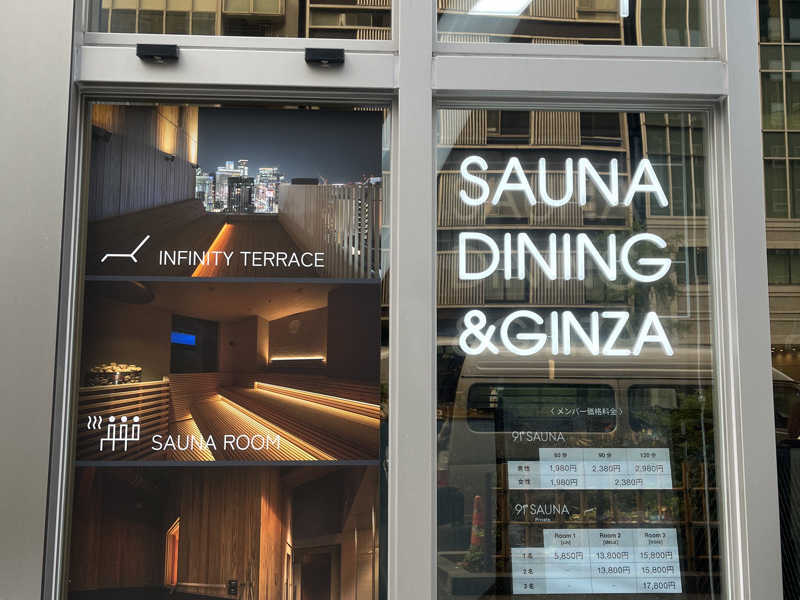 INFINITY TERRACE
SAUNA ROOM
SAUNA
DINING
&GINZA
〈メンバー価格料金〉
91°SAUNA
60分 90分 120分
男性 1,980円 2,380円 2,980円
女性 1,980円 2,380円
91°SAUNA
Private
Room 1 Room 2 Room 3
1名 5,850円 13,800円 15,800円
2名 - 13,800円 15,800円
3名 - - 17,800円